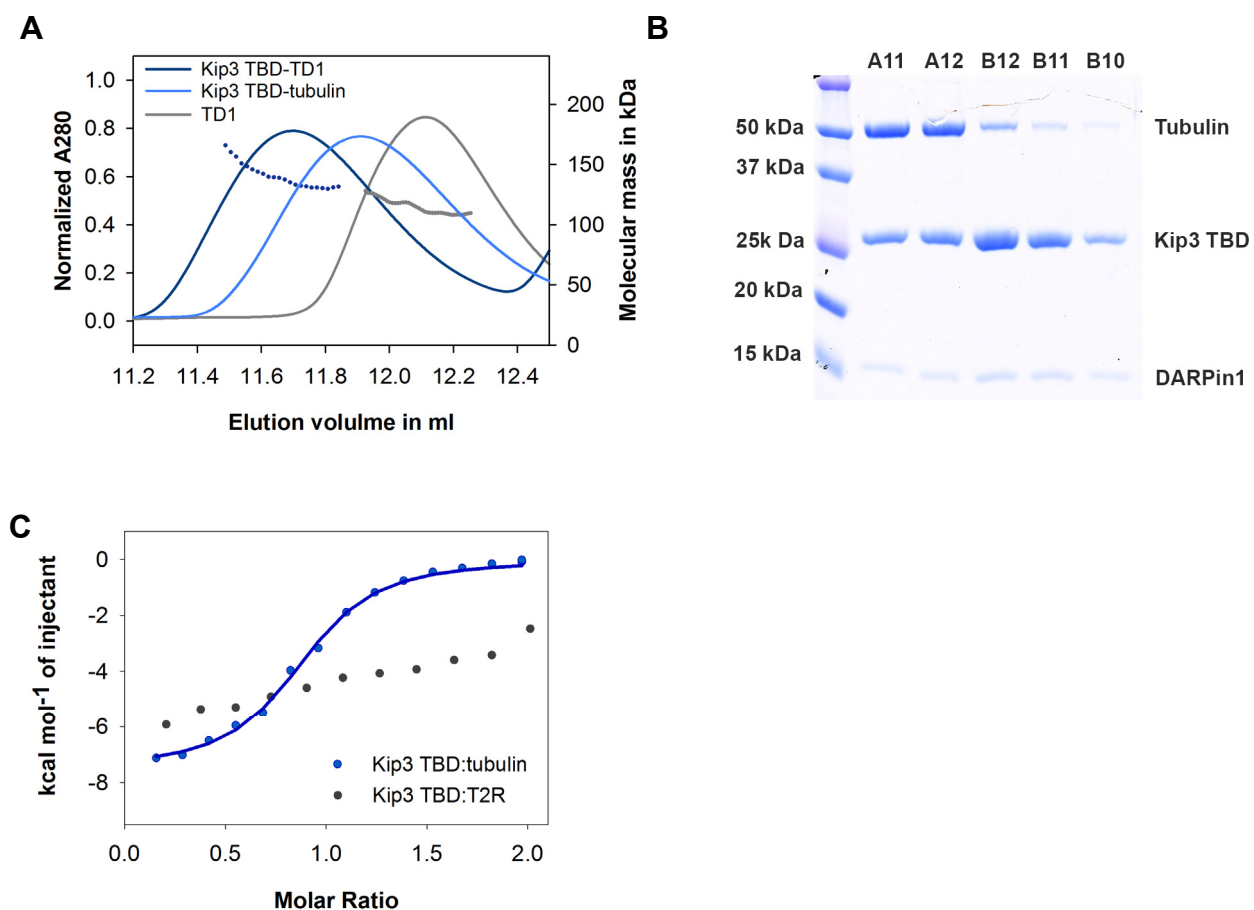 A
Kip3 TBD-TD1
Kip3 TBD-tubulin
TD1
1.0
0.8
0.6
0.4
0.2
0.0
200
150
100
50
0
Normalized A280
Molecular mass in kDa
11.2 11.4 11.6 11.8 12.0 12.2 12.4
Elution volulme in ml
B
A11 A12 B12 B11 B10
50 kDa
37 kDa
25k Da
20 kDa
15 kDa
Tubulin
Kip3 TBD
DARPin1
C
kcal mol-1 of injectant
0
-2
-4
-6
-8
Kip3 TBD:tubulin
Kip3 TBD:T2R
0.0 0.5 1.0 1.5 2.0
Molar Ratio